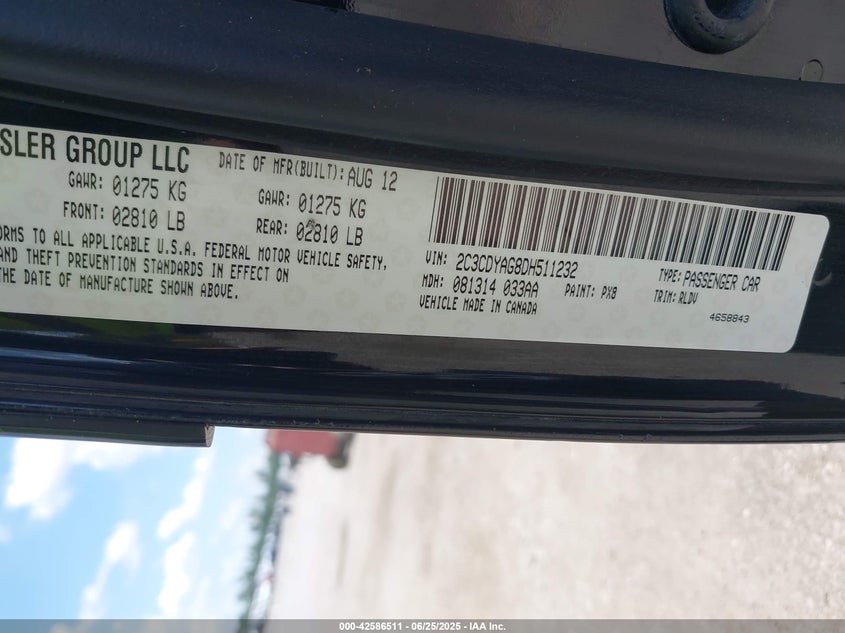 SLER GROUP LLC
DATE OF MFR(BUILT): AUG 12
GAWR: 01275 KG
GAWR: 01275 KG
FRONT: 02810 LB
REAR: 02810 LB
TO ALL APPLICABLE U.S.A. FEDERAL MOTOR VEHICLE SAFETY,
AND THEFT PREVENTION STANDARDS IN EFFECT ON
THE DATE OF MANUFACTURE SHOWN ABOVE.
VIN: 2C3CDYAG8DH511232
TYPE: PASSENGER CAR
MDH: 081314 033AA
PAINT: PX8
TRIM: RLDV
VEHICLE MADE IN CANADA
4658843
000-42586511 - 06/25/2025 - IAA Inc.